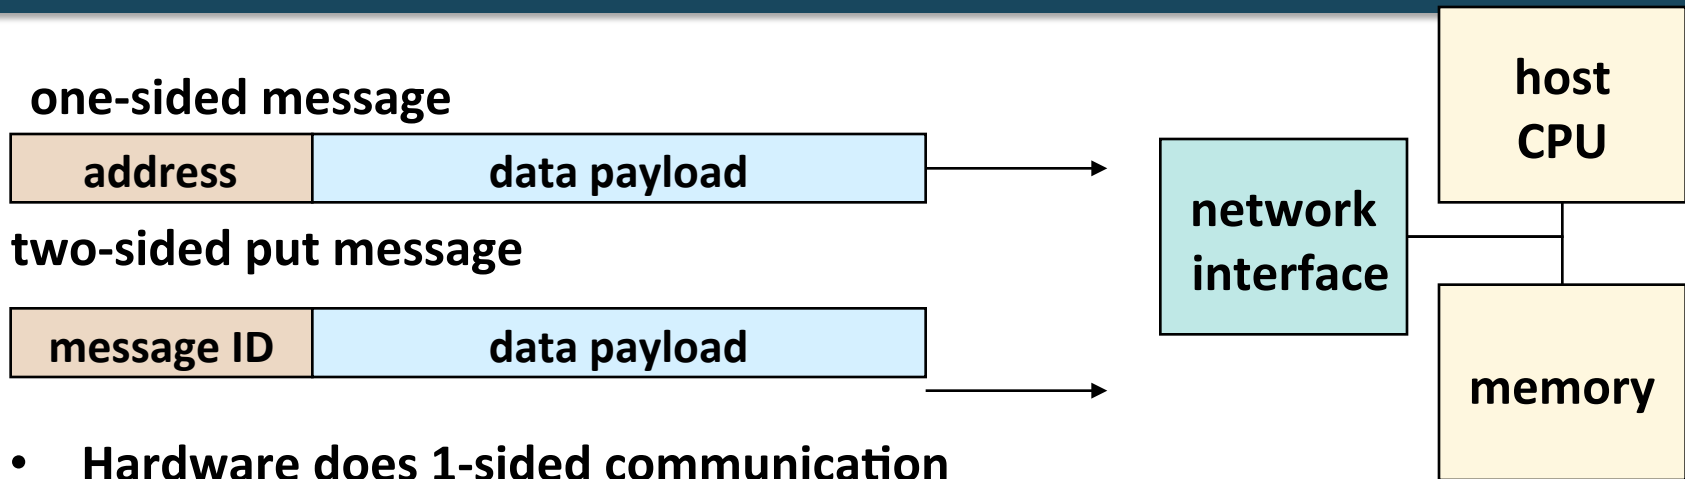 one-sided message
address data payload
two-sided put message
message ID data payload
• Hardware does 1-sided communication
network
interface
host
CPU
memory